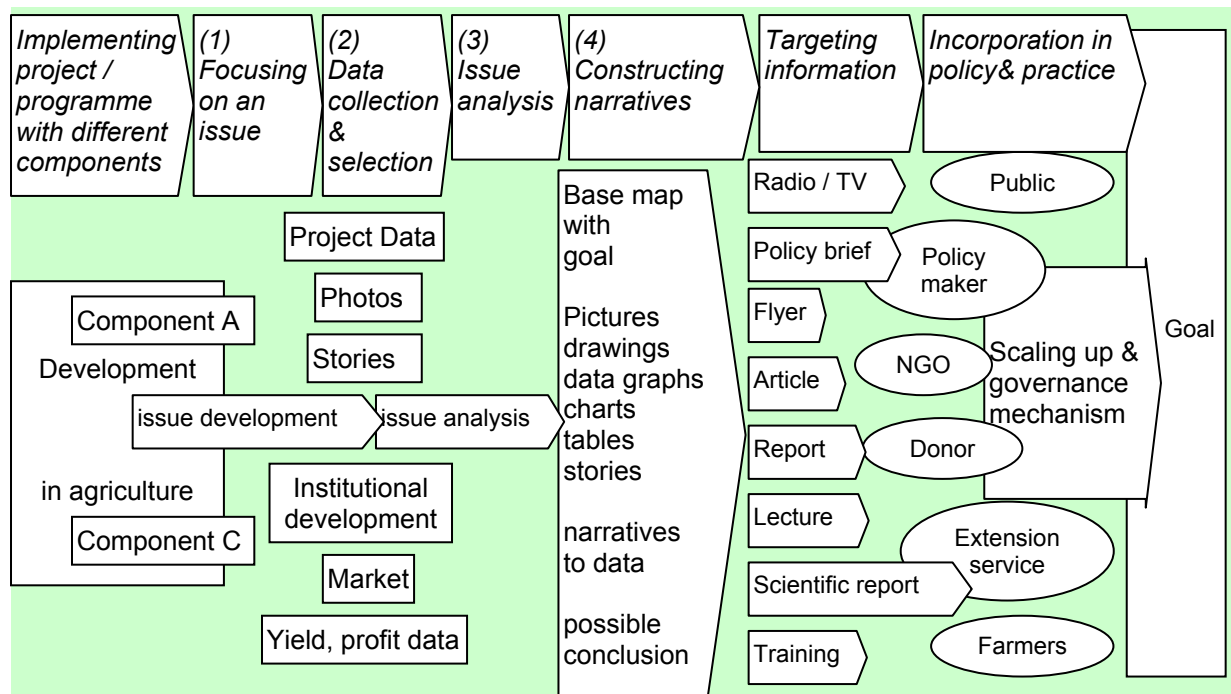 Implementing
project /
programme
with different
components
(1)
Focusing
on an
issue
(2)
Data
collection
&
selection
(3)
Issue
analysis
(4)
Constructing
narratives
Targeting
information
Incorporation in
policy& practice
Component A
Development
in agriculture
Component C
Project Data
Photos
Stories
issue development
issue analysis
Institutional
development
Market
Yield, profit data
Base map
with
goal
Pictures
drawings
data graphs
charts
tables
stories
narratives
to data
possible
conclusion
Radio / TV
Policy brief
Flyer
Article
Report
Lecture
Scientific report
Training
Public
Policy
maker
NGO
Donor
Extension
service
Farmers
Scaling up &
governance
mechanism
Goal